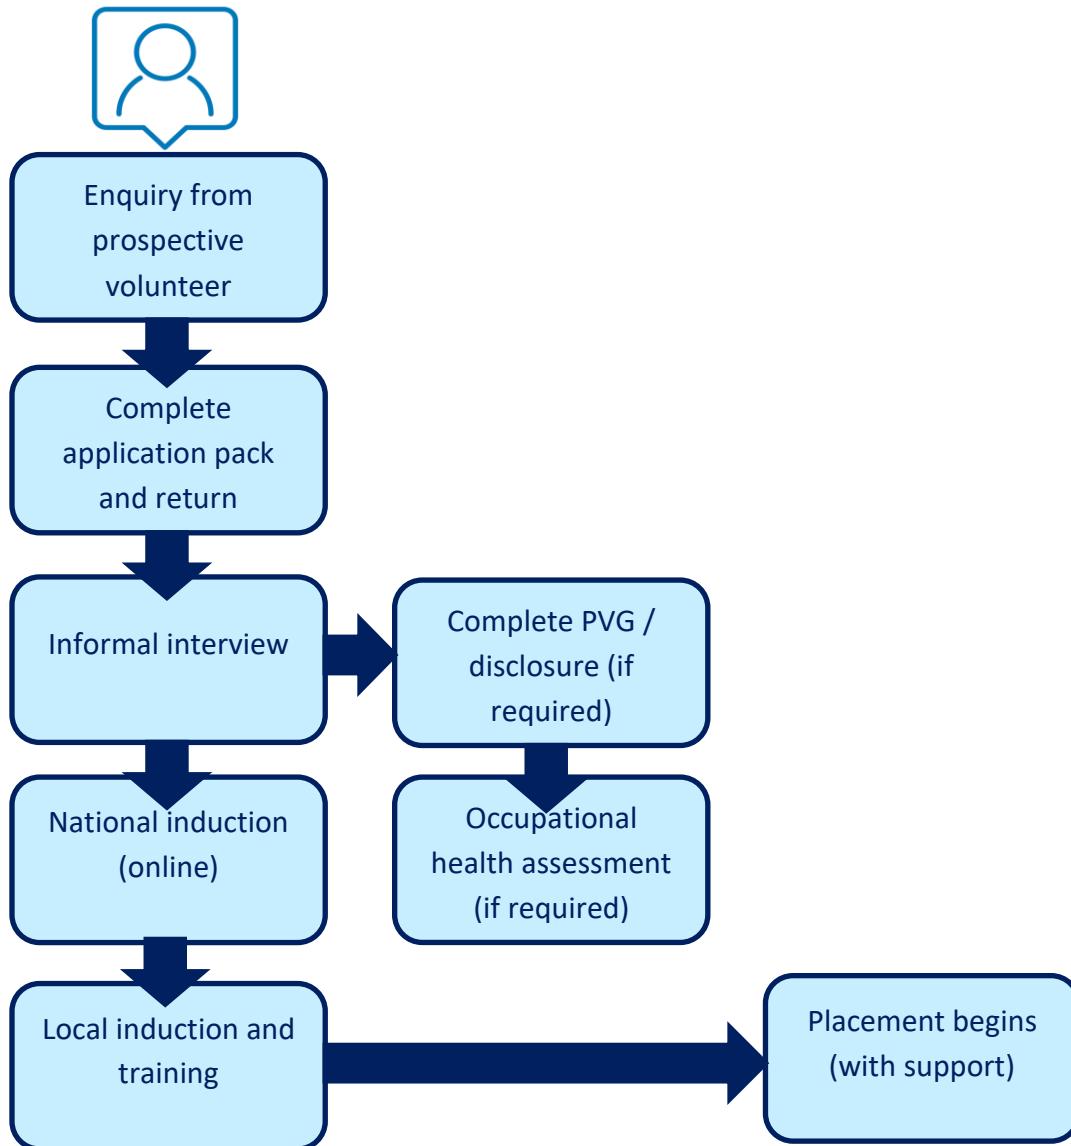 Enquiry from
prospective
volunteer
Complete
application pack
and return
Informal interview
Complete PVG /
disclosure (if
required)
National induction
(online)
Occupational
health assessment
(if required)
Local induction and
training
Placement begins
(with support)